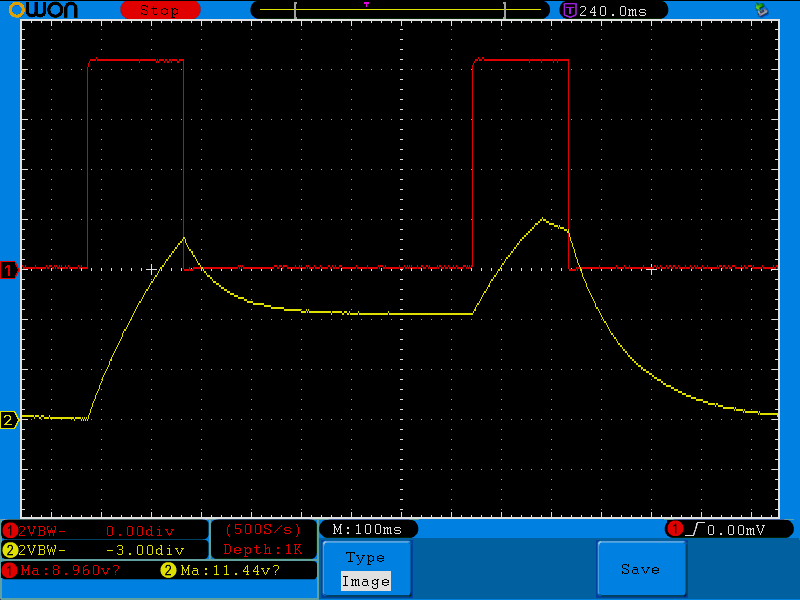 OWON Stop T 240.0ms
1
2
1 2VBW- 0.00div (500S/s) M:100ms 1 0.00mV
2 2VBW- -3.00div Depth:1K
1 Ma:8.960v? 2 Ma:11.44v?
Type
Image
Save